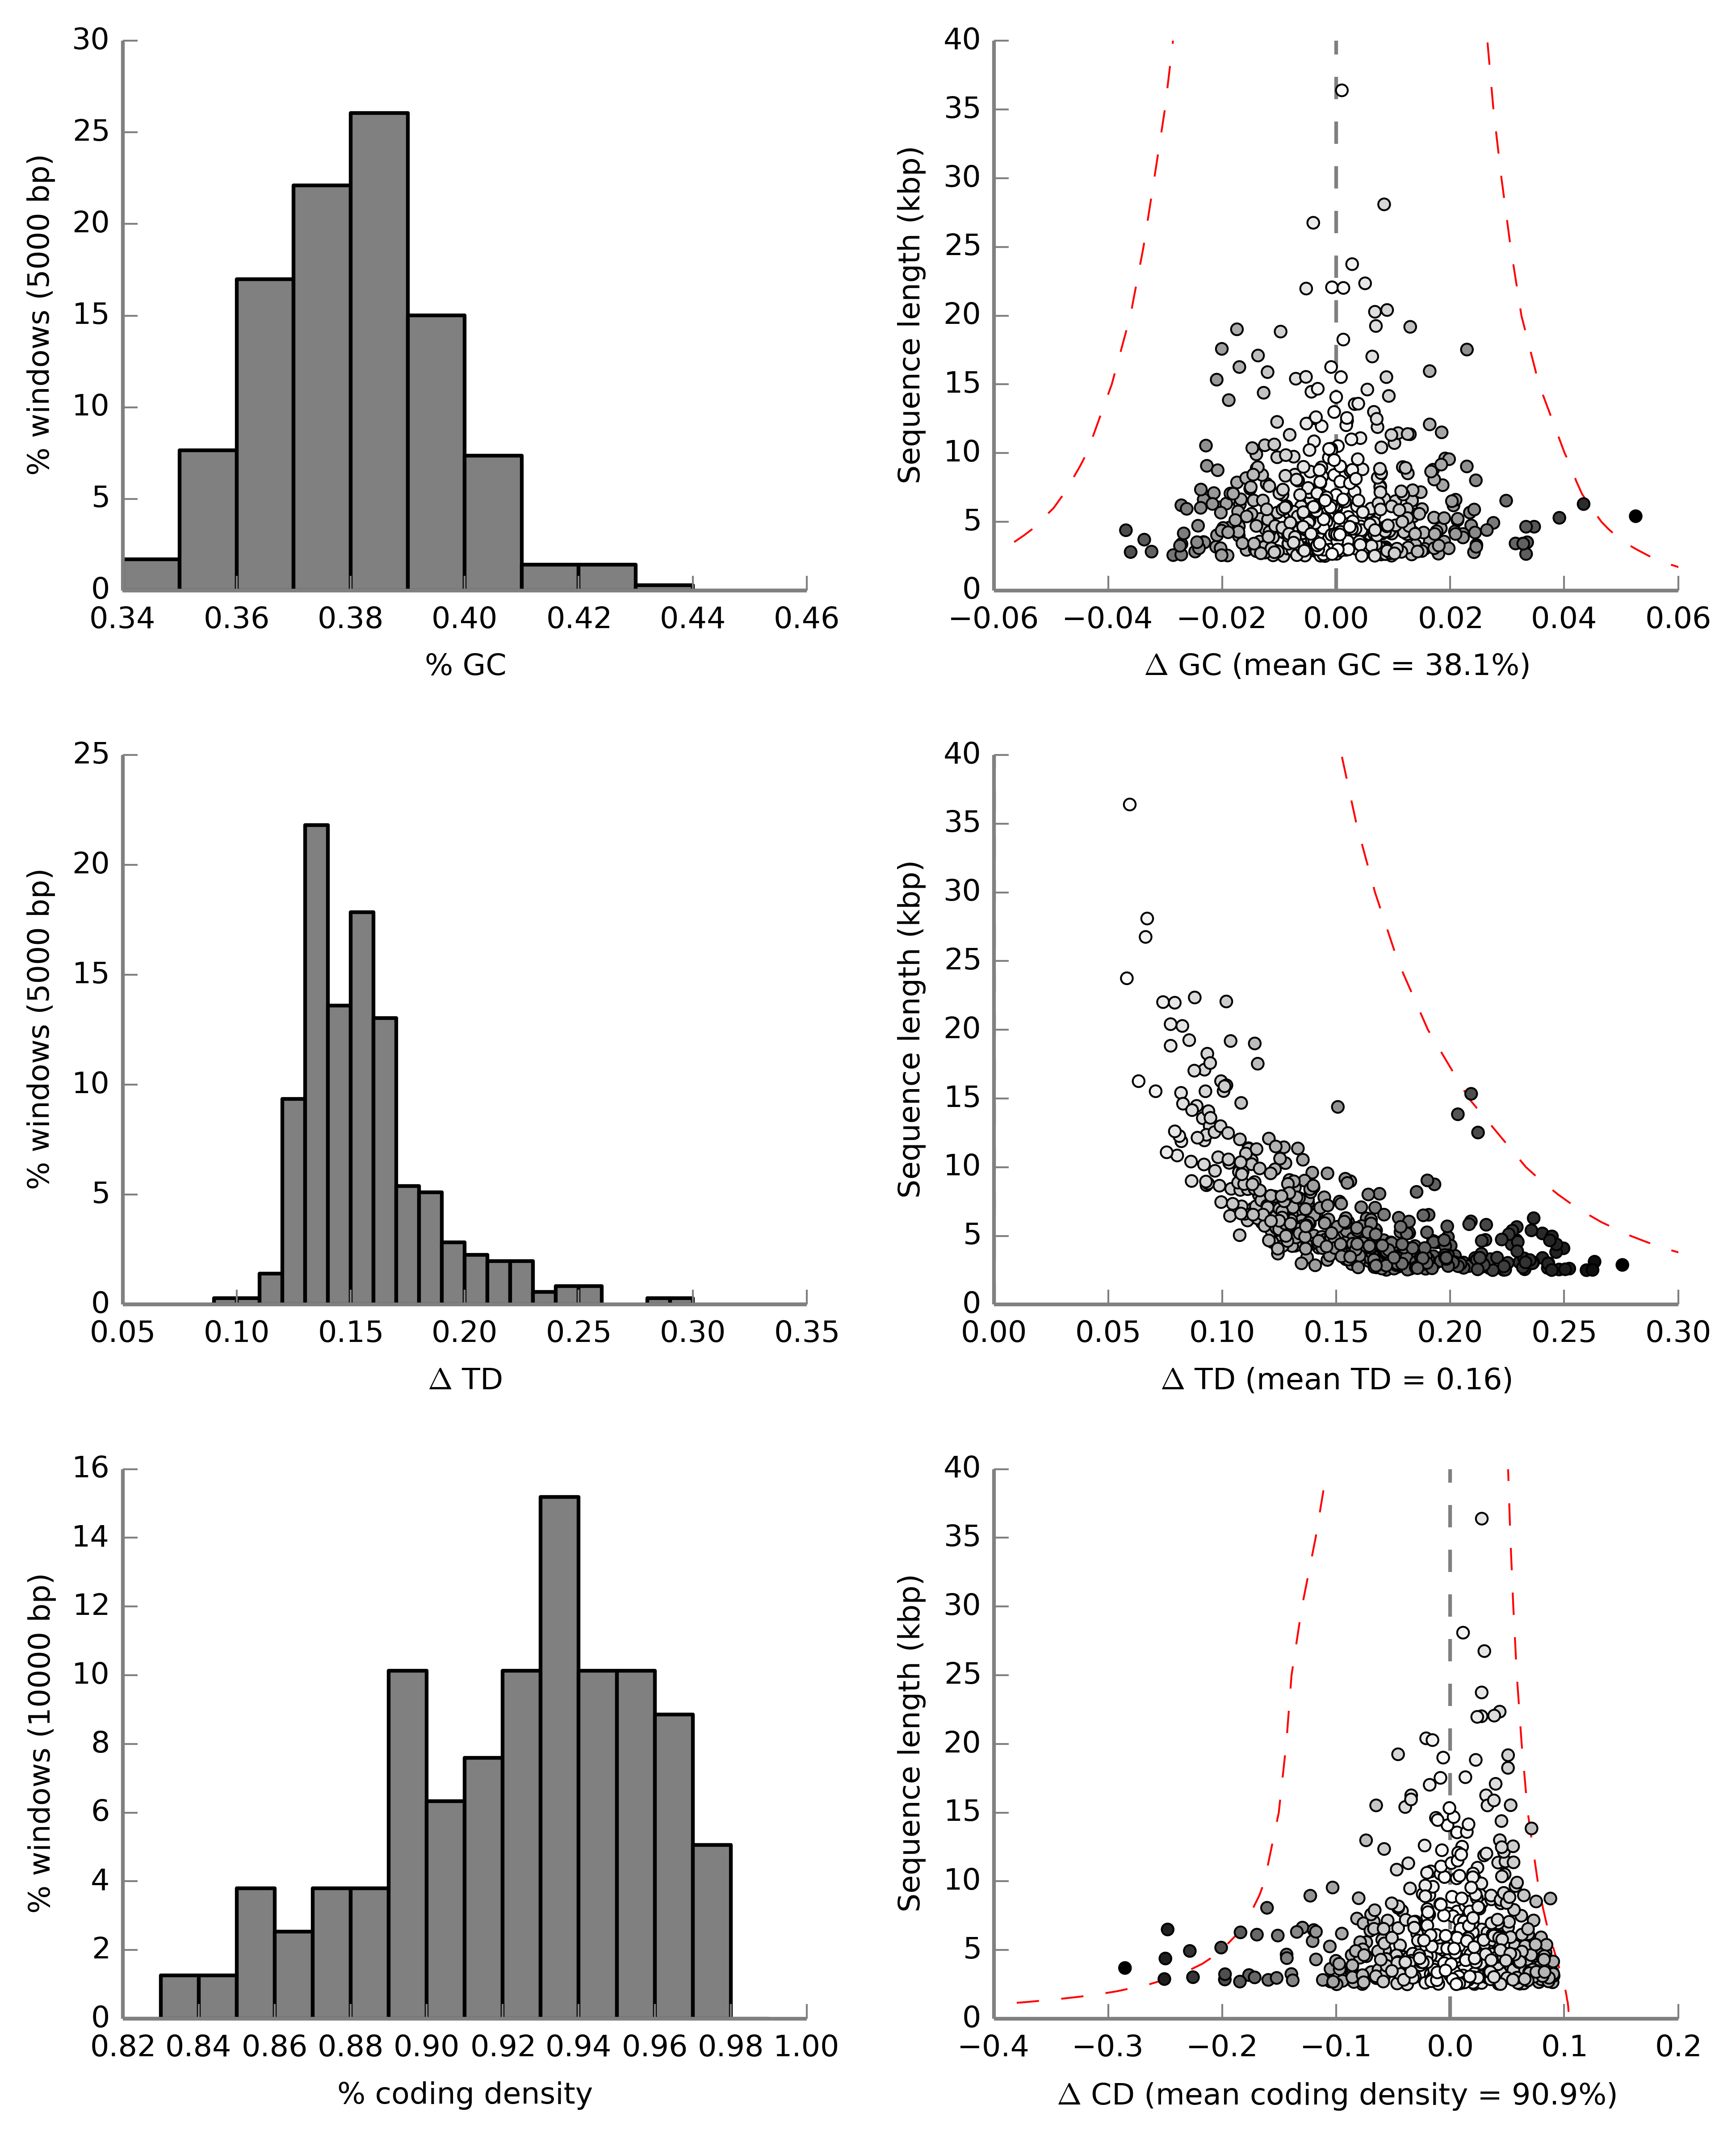 30
25
20
15
10
5
0
% windows (5000 bp)
0.34 0.36 0.38 0.40 0.42 0.44 0.46
% GC
40
35
30
25
20
15
10
5
0
Sequence length (kbp)
−0.06 −0.04 −0.02 0.00 0.02 0.04 0.06
Δ GC (mean GC = 38.1%)
25
20
15
10
5
0
% windows (5000 bp)
0.05 0.10 0.15 0.20 0.25 0.30 0.35
Δ TD
40
35
30
25
20
15
10
5
0
Sequence length (kbp)
0.00 0.05 0.10 0.15 0.20 0.25 0.30
Δ TD (mean TD = 0.16)
16
14
12
10
8
6
4
2
0
% windows (10000 bp)
0.82 0.84 0.86 0.88 0.90 0.92 0.94 0.96 0.98 1.00
% coding density
40
35
30
25
20
15
10
5
0
Sequence length (kbp)
−0.4 −0.3 −0.2 −0.1 0.0 0.1 0.2
Δ CD (mean coding density = 90.9%)